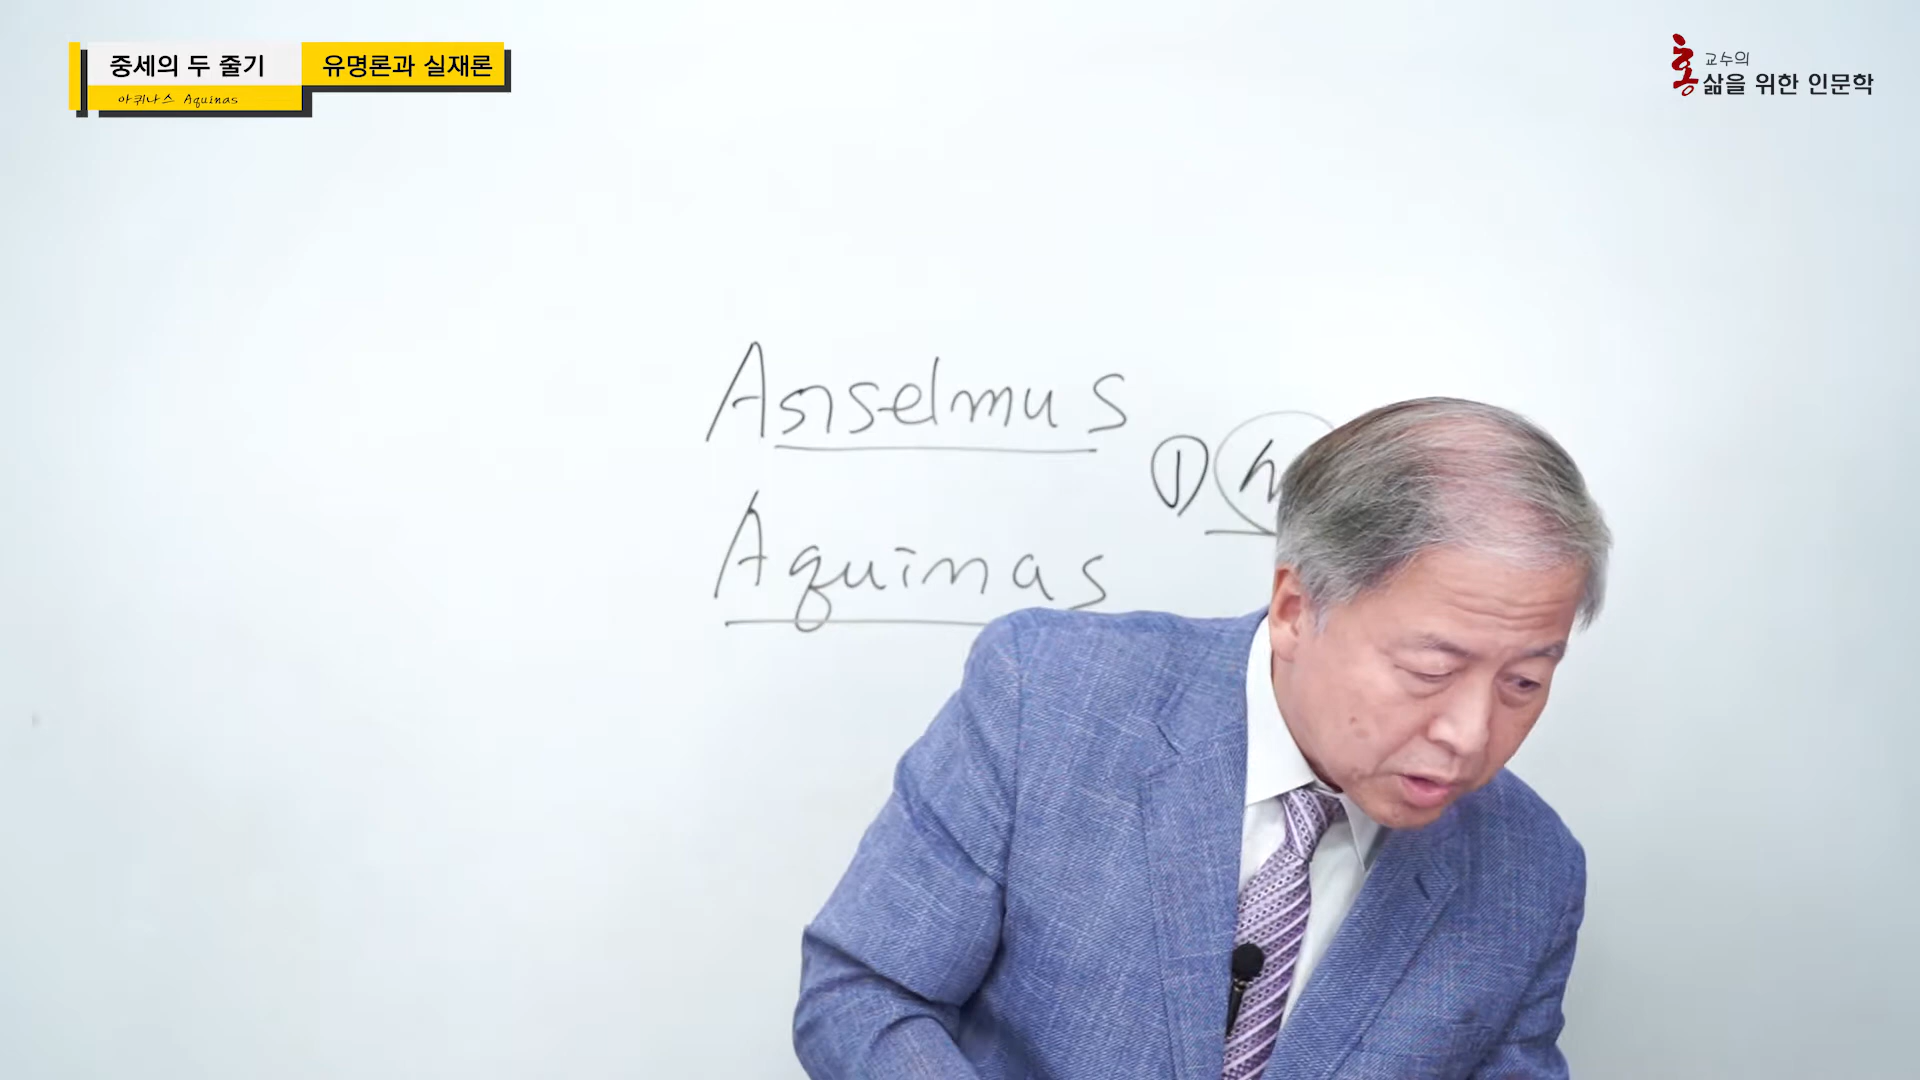 중세의 두 줄기 유명론과 실재론
아퀴나스 Aquinas
홍 교수의
삶을 위한 인문학
Anselmus
①
Aquinas